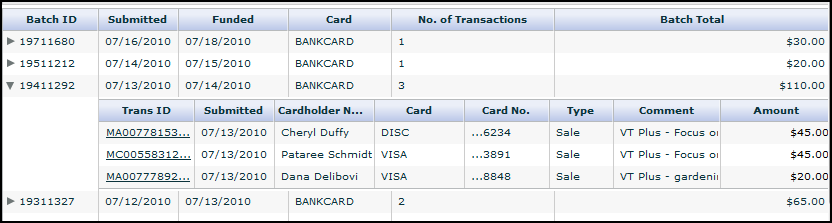 Batch ID Submitted Funded Card No. of Transactions Batch Total
19711680 07/16/2010 07/18/2010 BANKCARD 1 $30.00
19511212 07/14/2010 07/15/2010 BANKCARD 1 $20.00
19411292 07/13/2010 07/14/2010 BANKCARD 3 $110.00
Trans ID Submitted Cardholder N... Card Card No. Type Comment Amount
MA00778153... 07/13/2010 Cheryl Duffy DISC ...6234 Sale VT Plus - Focus on $45.00
MC00558312... 07/13/2010 Pataree Schmidt VISA ...3891 Sale VT Plus - Focus on $45.00
MA00777892... 07/13/2010 Dana Delibovi VISA ...8848 Sale VT Plus - gardeni $20.00
19311327 07/12/2010 07/13/2010 BANKCARD 2 $65.00